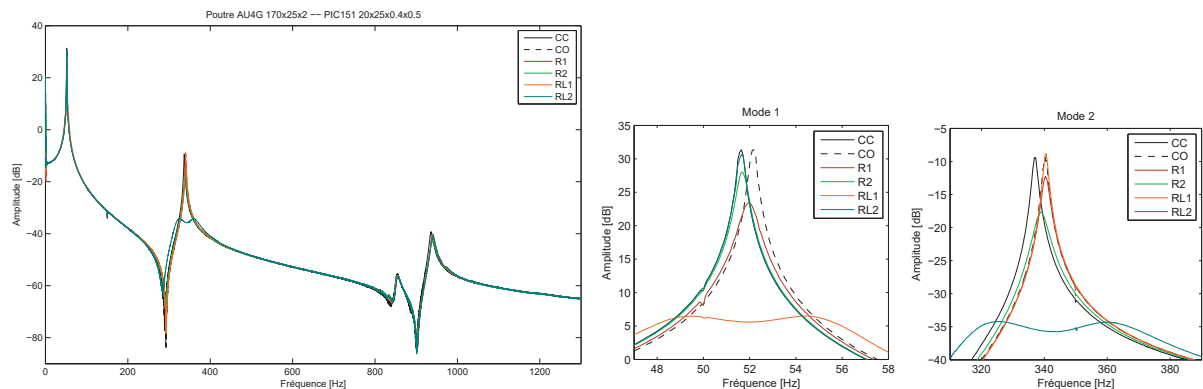 Poutre AU4G 170x25x2 −− PIC151 20x25x0.4x0.5
Amplitude [dB]
40
20
0
−20
−40
−60
−80
0
200
400
600
800
1000
1200
Fréquence [Hz]
CC
CO
R1
R2
RL1
RL2
Mode 1
Amplitude [dB]
35
30
25
20
15
10
5
0
48
50
52
54
56
58
Fréquence [Hz]
CC
CO
R1
R2
RL1
RL2
Mode 2
Amplitude [dB]
−5
−10
−15
−20
−25
−30
−35
−40
320
340
360
380
Fréquence [Hz]
CC
CO
R1
R2
RL1
RL2